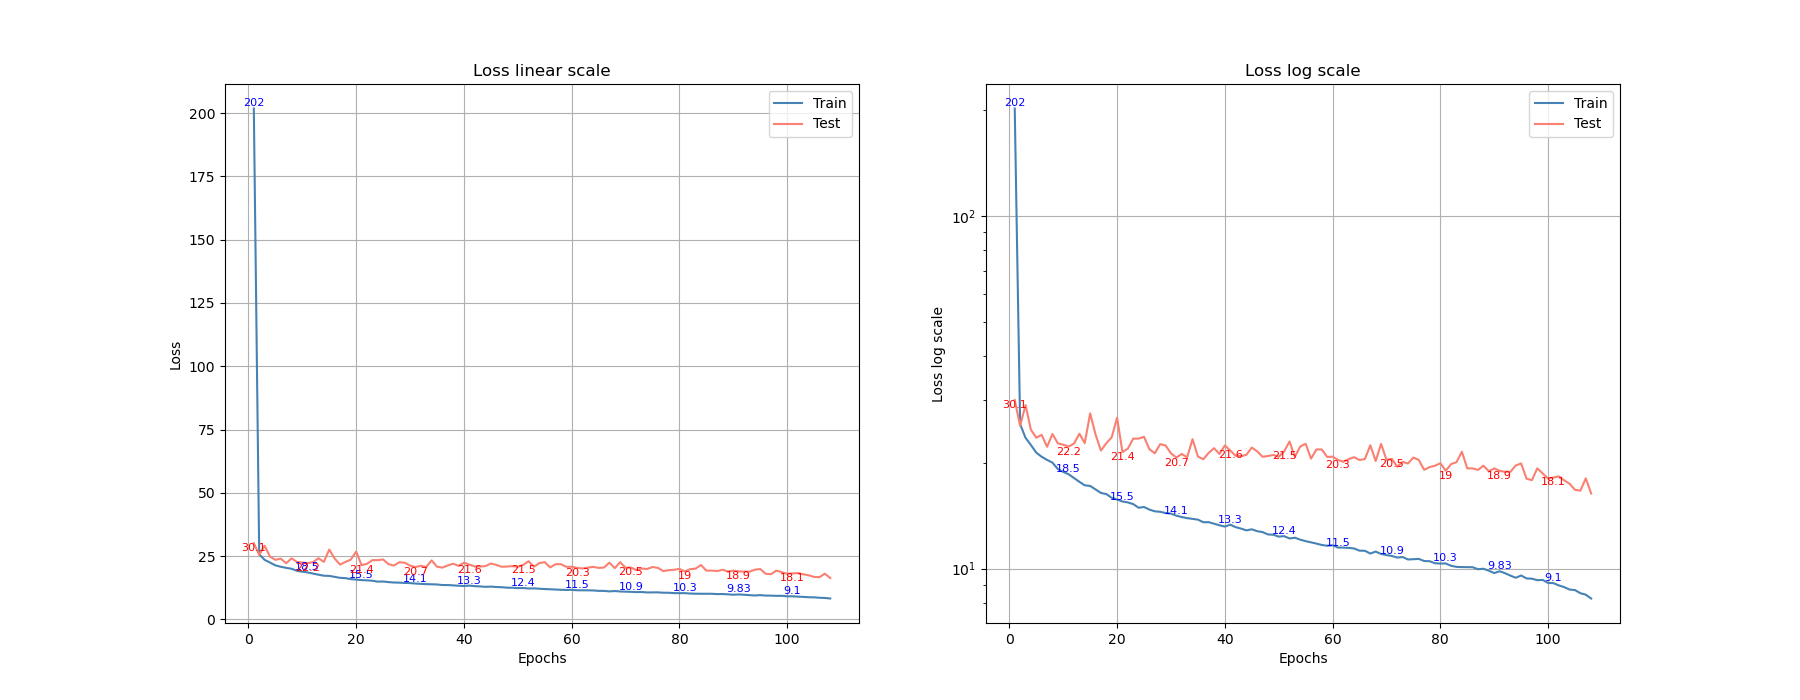 Loss linear scale
Loss
200
175
150
125
100
75
50
25
0
0 20 40 60 80 100
Epochs
Train
Test
202
30.1
18.5 15.5 14.1 13.3 12.4 11.5 10.9 10.3 9.83 9.1
22.2 21.4 20.7 21.6 21.5 20.3 20.5 19 18.9 18.1
Loss log scale
Loss log scale
10²
10¹
0 20 40 60 80 100
Epochs
Train
Test
202
30.1
22.2 21.4 20.7 21.6 21.5 20.3 20.5 19 18.9 18.1
18.5 15.5 14.1 13.3 12.4 11.5 10.9 10.3 9.83 9.1